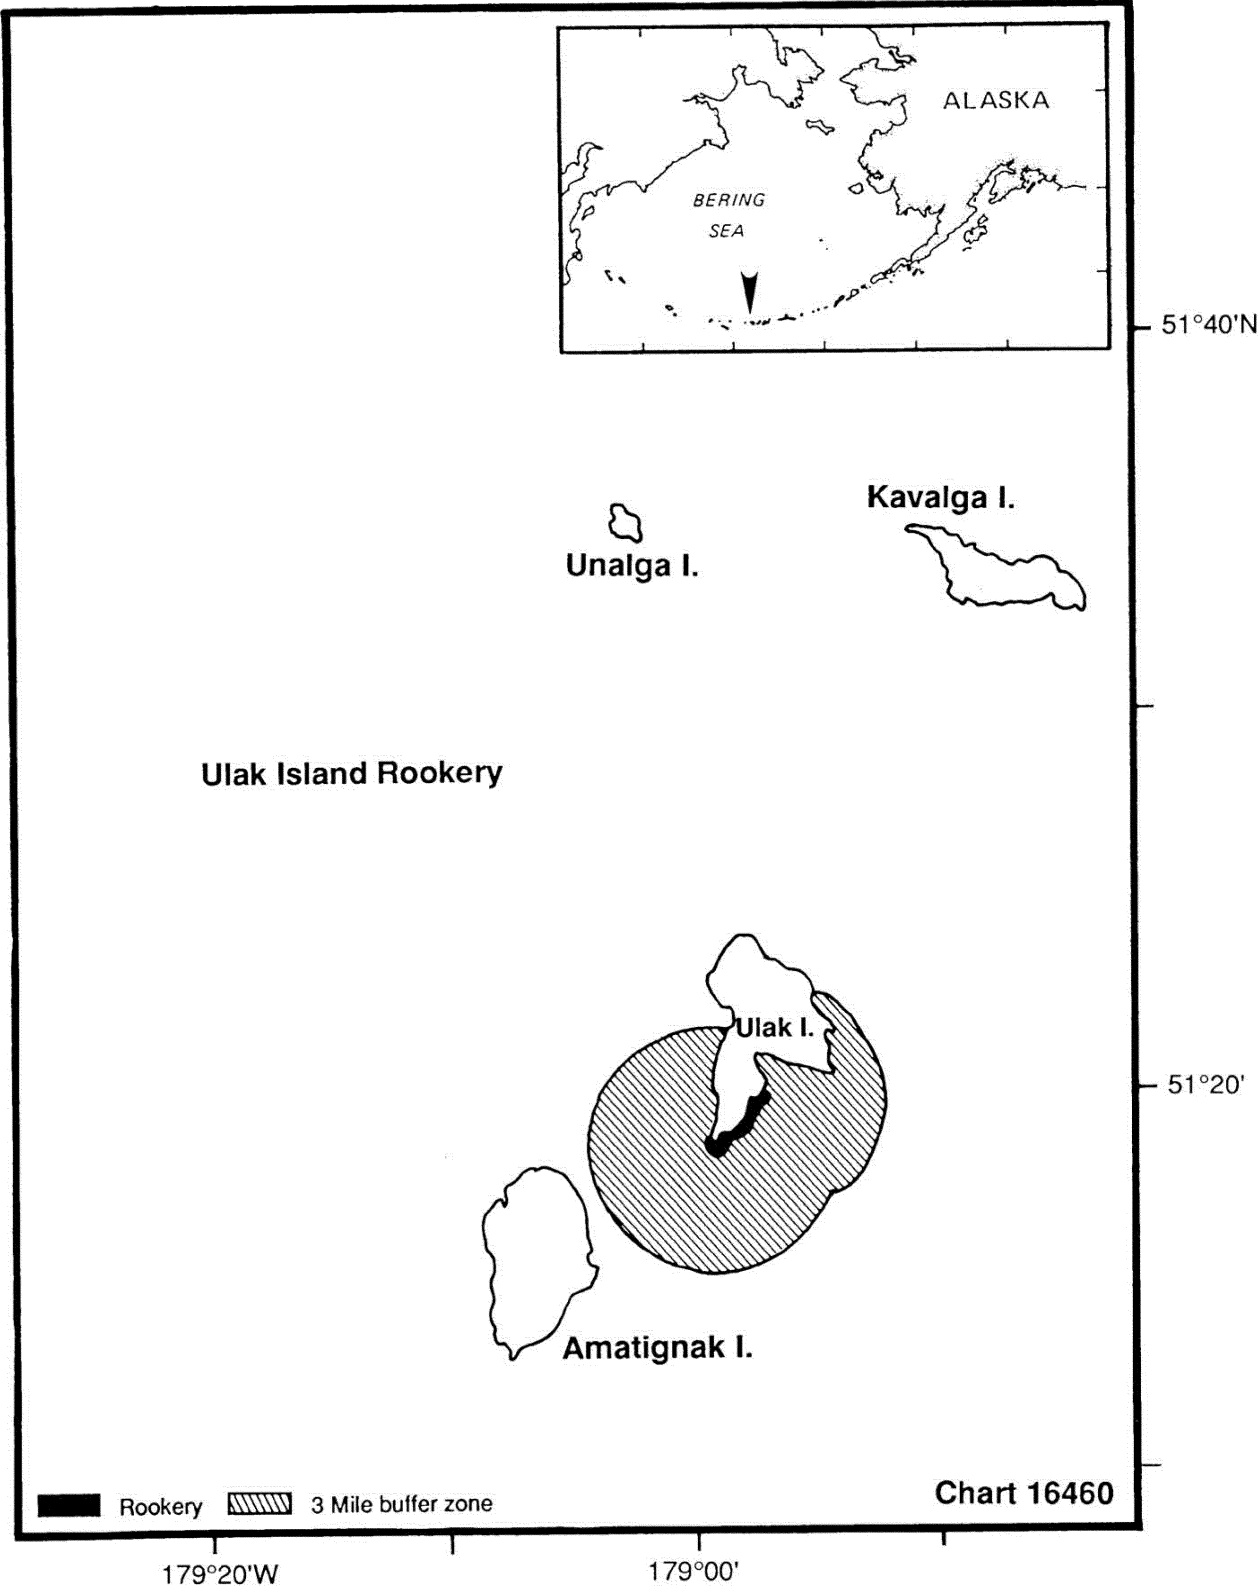 ALASKA
BERING
SEA
51°40'N
Kavalga I.
Unalga I.
Ulak Island Rookery
Ulak I.
51°20'
Amatignak I.
Rookery
3 Mile buffer zone
Chart 16460
179°20'W
179°00'